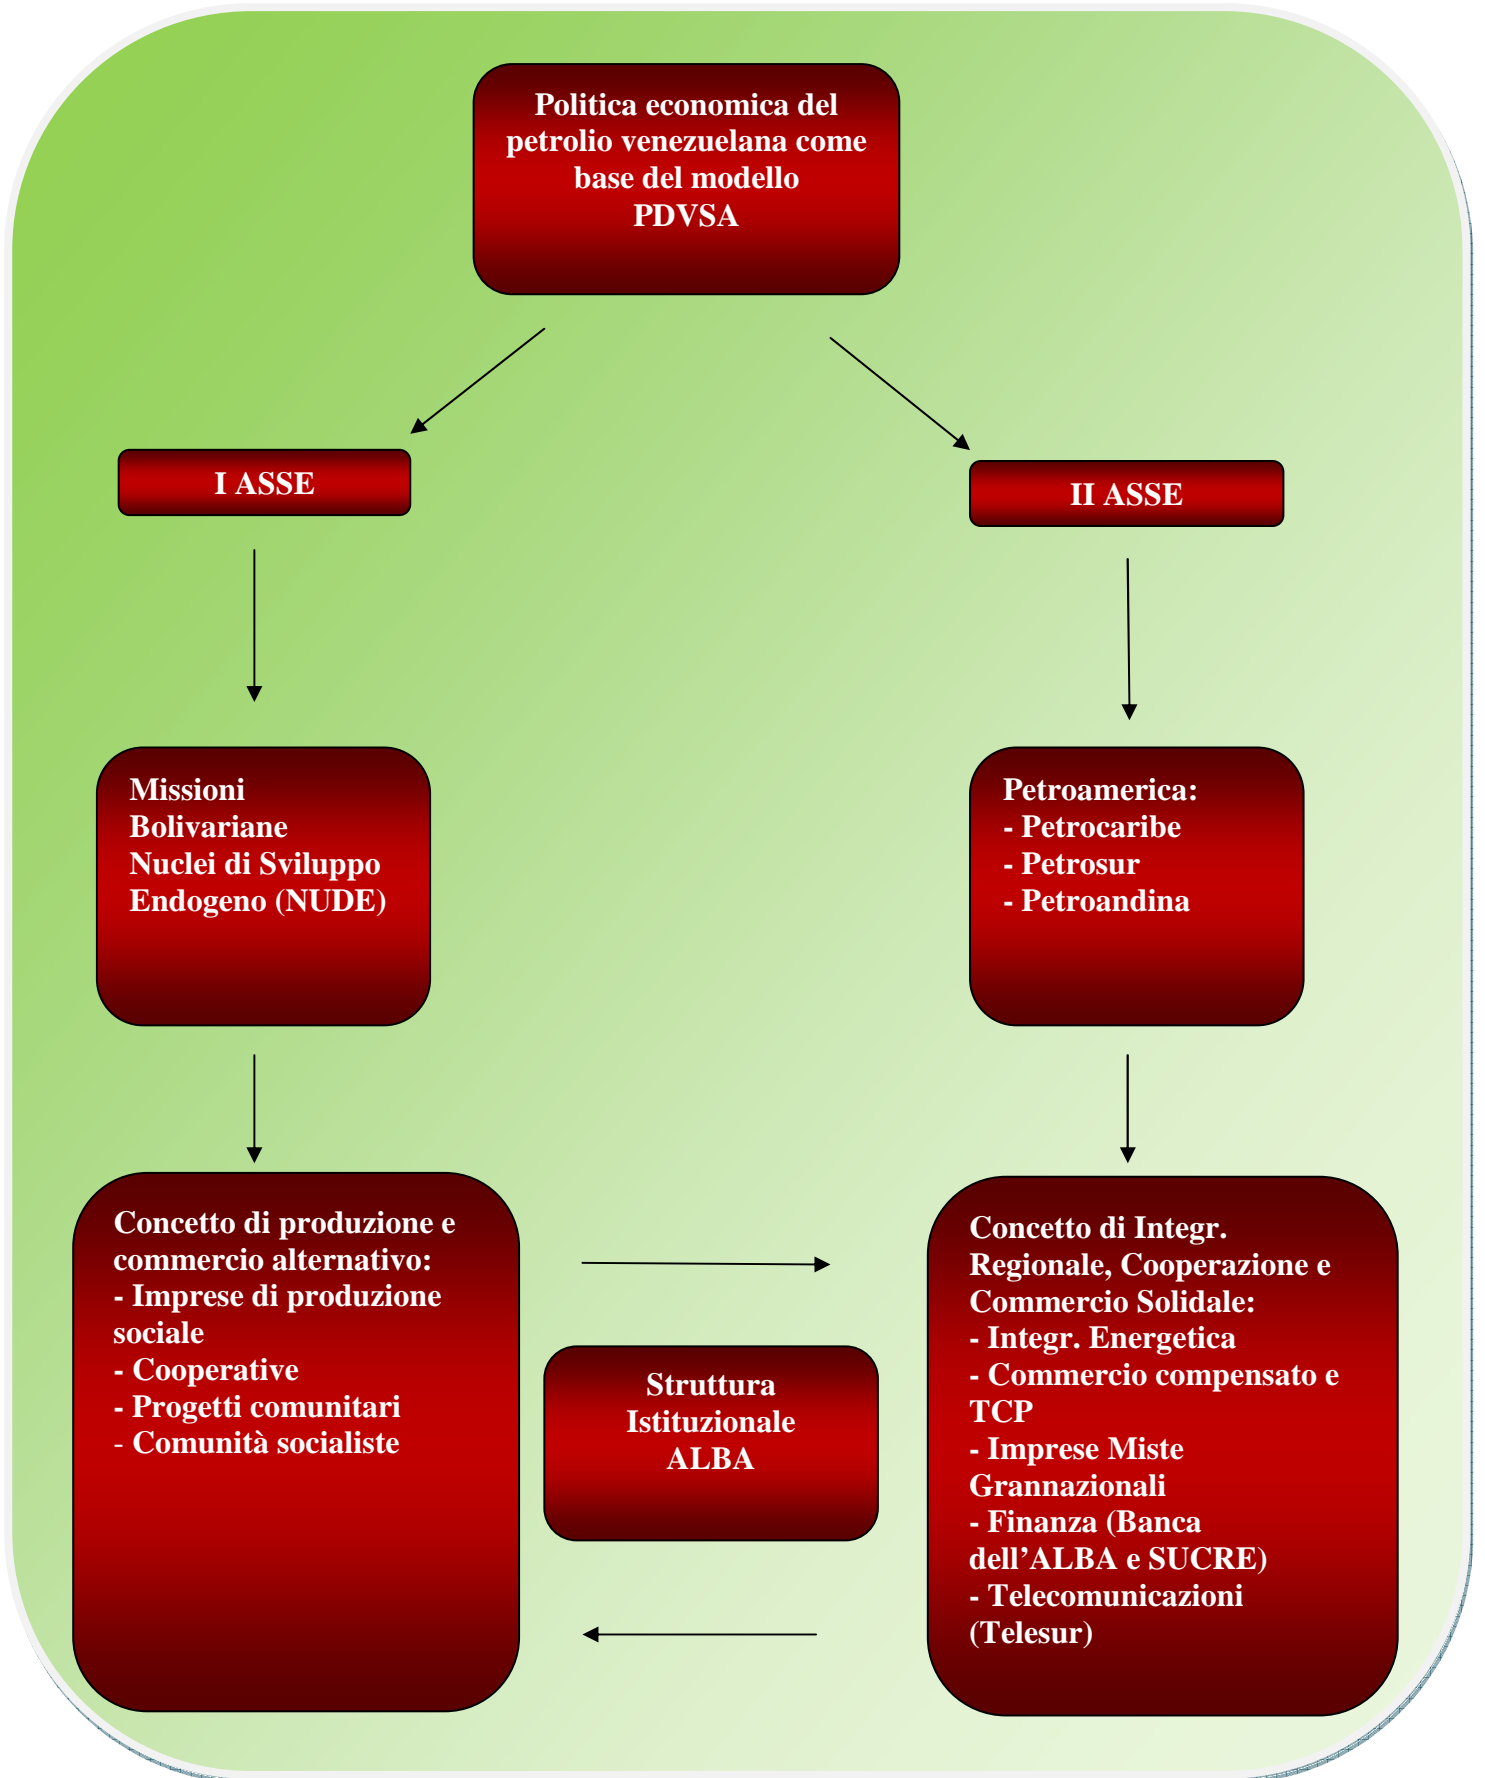 Politica economica del
petrolio venezuelana come
base del modello
PDVSA
I ASSE
II ASSE
Missioni
Bolivariane
Nuclei di Sviluppo
Endogeno (NUDE)
Petroamerica:
- Petrocaribe
- Petrosur
- Petroandina
Concetto di produzione e
commercio alternativo:
- Imprese di produzione
sociale
- Cooperative
- Progetti comunitari
- Comunità socialiste
Struttura
Istituzionale
ALBA
Concetto di Integr.
Regionale, Cooperazione e
Commercio Solidale:
- Integr. Energetica
- Commercio compensato e
TCP
- Imprese Miste
Grannazionali
- Finanza (Banca
dell’ALBA e SUCRE)
- Telecomunicazioni
(Telesur)